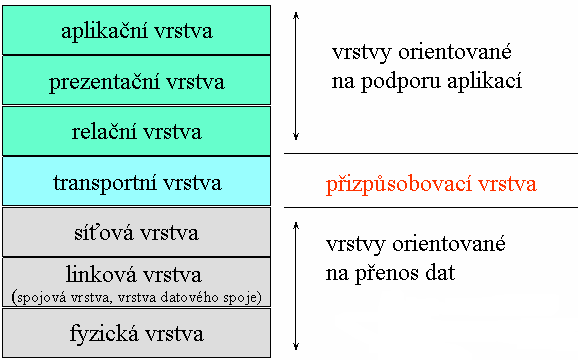 aplikační vrstva
prezentační vrstva
relační vrstva
transportní vrstva
síťová vrstva
linková vrstva
(spojová vrstva, vrstva datového spoje)
fyzická vrstva
vrstvy orientované
na podporu aplikací
přizpůsobovací vrstva
vrstvy orientované
na přenos dat